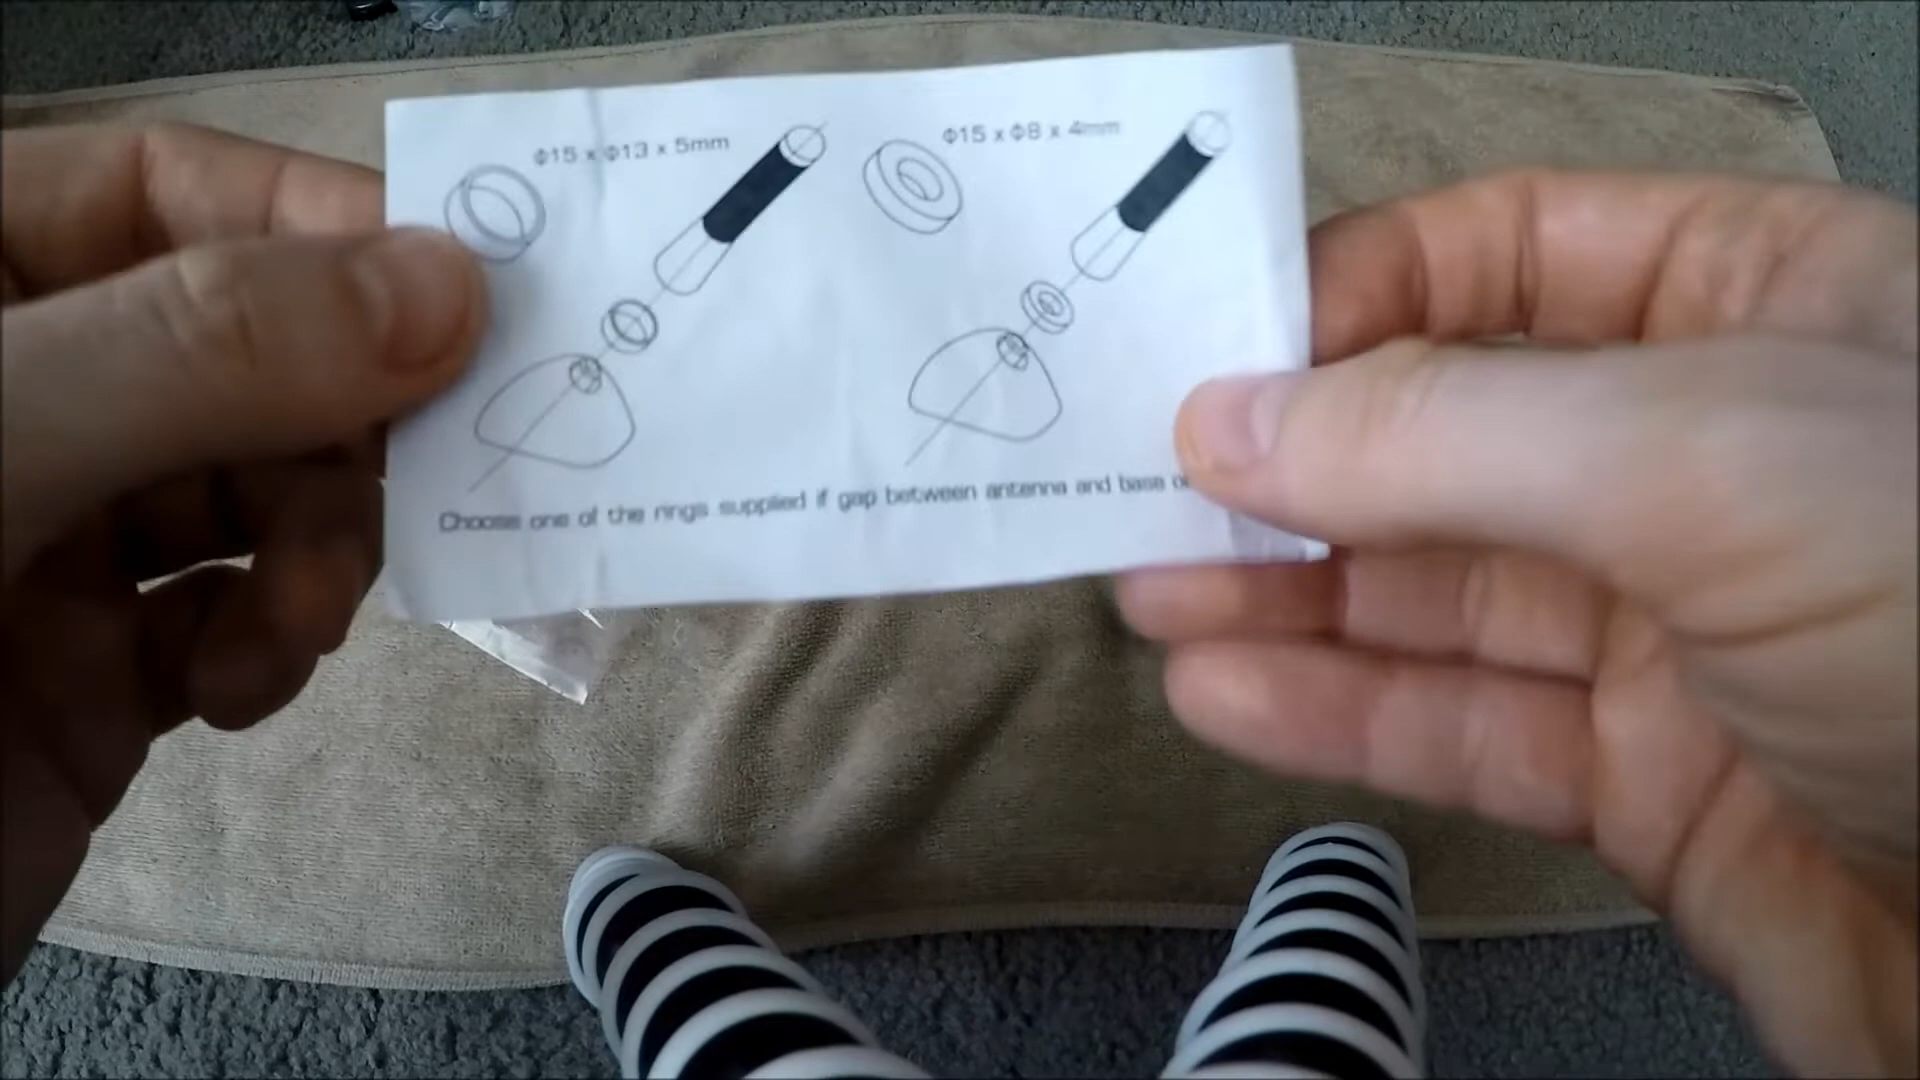 Φ15 x Φ13 x 5mm
Φ15 x Φ8 x 4mm
Choose one of the rings supplied if gap between antenna and base